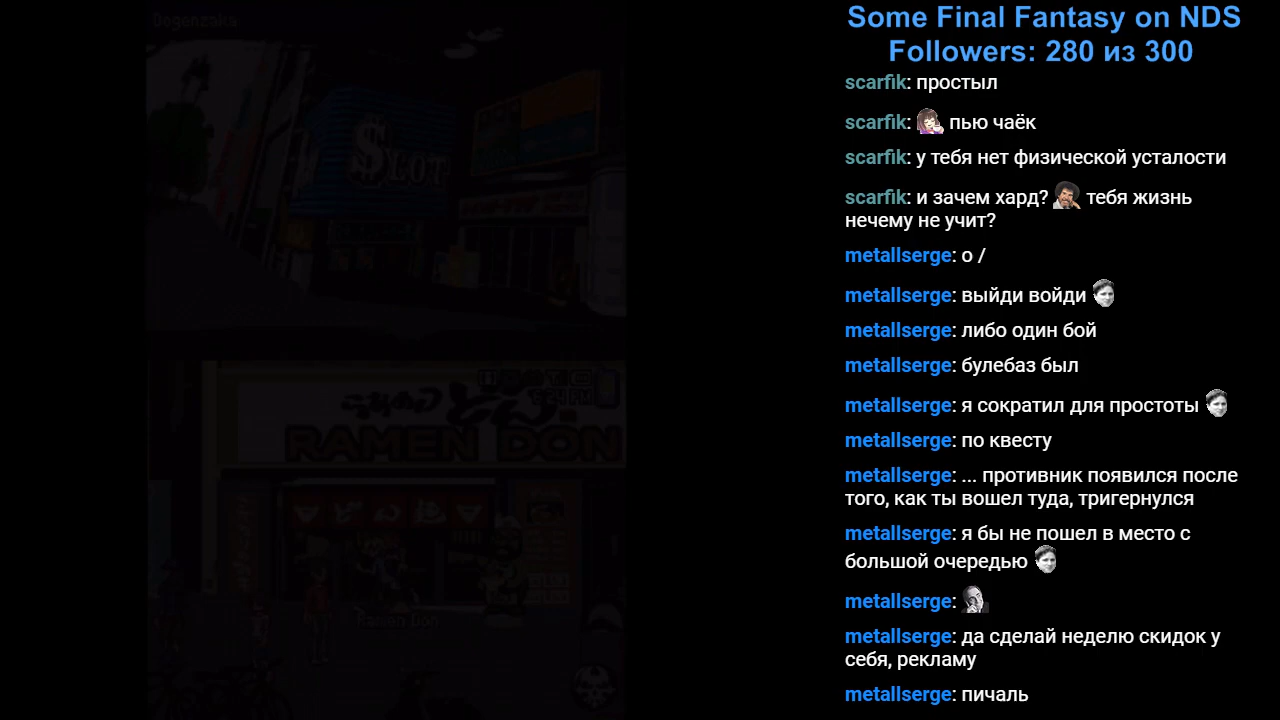 Dogenzaka
$LOT
RAMEN DON
Ramen Don
Some Final Fantasy on NDS
Followers: 280 из 300
scarfik: простыл
scarfik: пью чаёк
scarfik: у тебя нет физической усталости
scarfik: и зачем хард? тебя жизнь
нечему не учит?
metallserge: о /
metallserge: выйди войди
metallserge: либо один бой
metallserge: булебаз был
metallserge: я сократил для простоты
metallserge: по квесту
metallserge: ... противник появился после
того, как ты вошел туда, тригернулся
metallserge: я бы не пошел в место с
большой очередью
metallserge:
metallserge: да сделай неделю скидок у
себя, рекламу
metallserge: пичаль